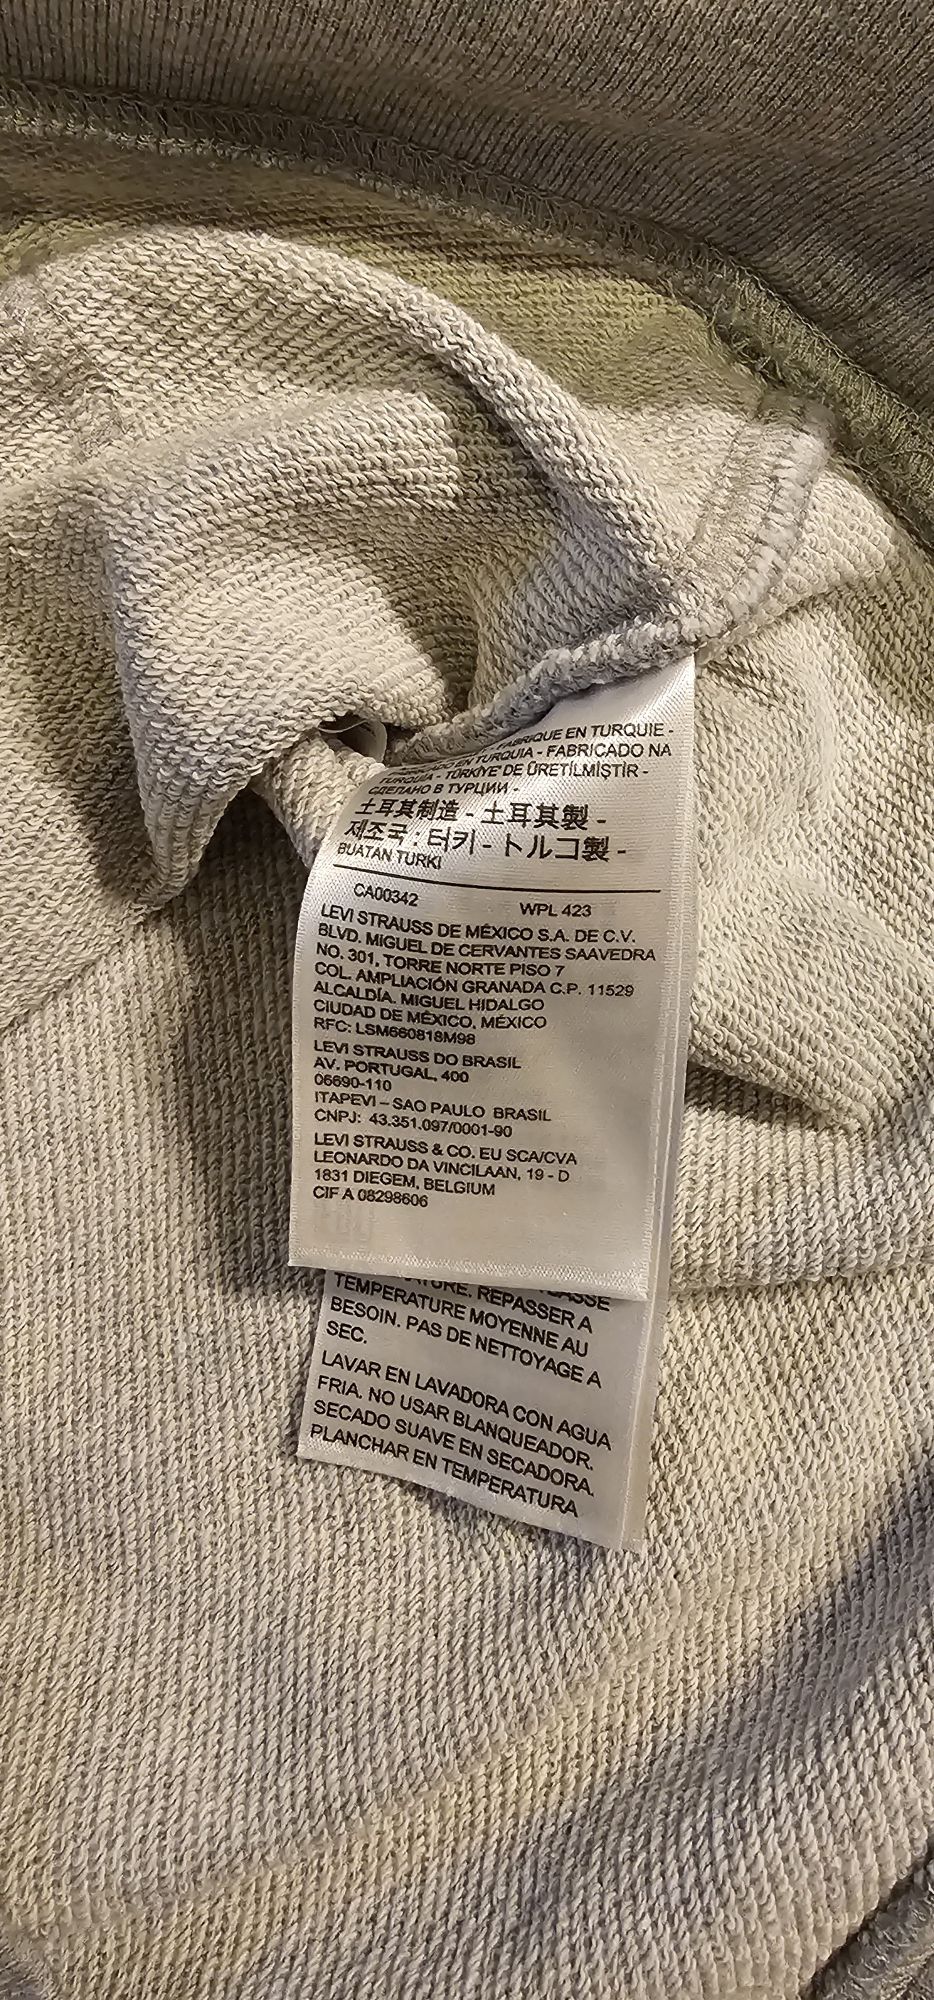 FABRIQUE EN TURQUIE -
EN TURQUIA - FABRICADO NA
TURQUIA - TÜRKİYE'DE ÜRETİLMİŞTİR -
СДЕЛАНО В ТУРЦИИ -
土耳其制造 - 土耳其製 -
제조국 : 터키 - トルコ製 -
BUATAN TURKI
CA00342 WPL 423
LEVI STRAUSS DE MÉXICO S.A. DE C.V.
BLVD. MIGUEL DE CERVANTES SAAVEDRA
NO. 301, TORRE NORTE PISO 7
COL. AMPLIACIÓN GRANADA C.P. 11529
ALCALDÍA. MIGUEL HIDALGO
CIUDAD DE MÉXICO, MÉXICO
RFC: LSM660818M98
LEVI STRAUSS DO BRASIL
AV. PORTUGAL, 400
06690-110
ITAPEVI – SAO PAULO BRASIL
CNPJ: 43.351.097/0001-90
LEVI STRAUSS & CO. EU SCA/CVA
LEONARDO DA VINCILAAN, 19 - D
1831 DIEGEM, BELGIUM
CIF A 08298606
REPASSER A
TEMPERATURE MOYENNE AU
BESOIN. PAS DE NETTOYAGE A
SEC.
LAVAR EN LAVADORA CON AGUA
FRIA. NO USAR BLANQUEADOR.
SECADO SUAVE EN SECADORA.
PLANCHAR EN TEMPERATURA